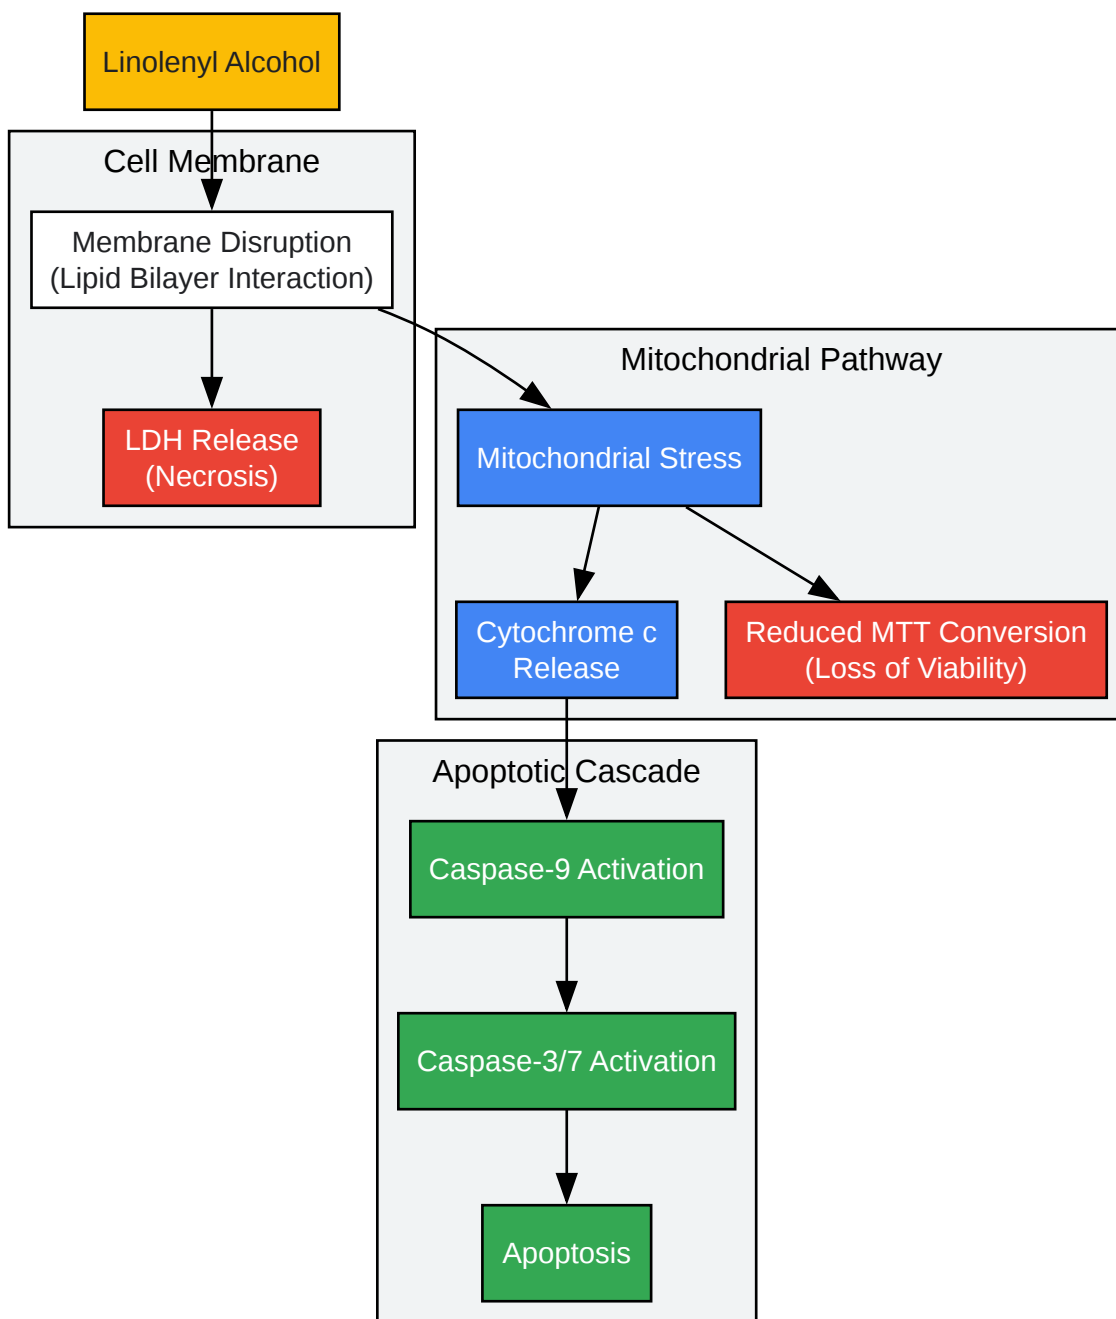 Linolenyl Alcohol
Cell Membrane
Membrane Disruption
(Lipid Bilayer Interaction)
LDH Release
(Necrosis)
Mitochondrial Pathway
Mitochondrial Stress
Cytochrome c
Release
Reduced MTT Conversion
(Loss of Viability)
Apoptotic Cascade
Caspase-9 Activation
Caspase-3/7 Activation
Apoptosis